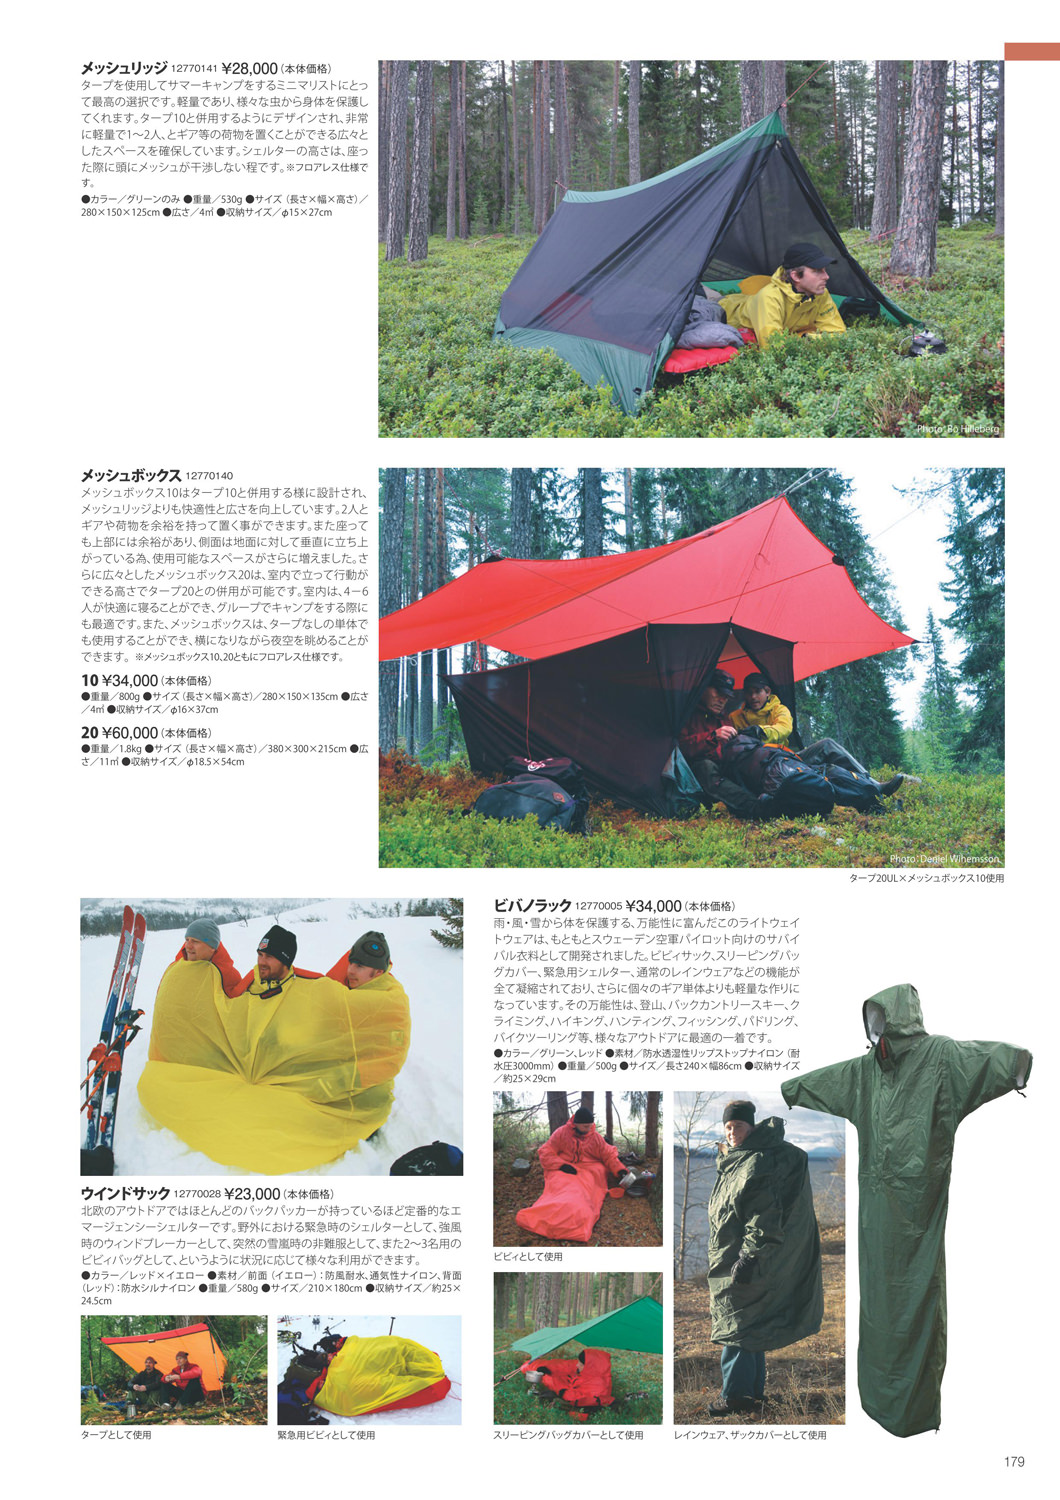 メッシュリッジ 12770141 ¥28,000（本体価格）
タープを使用してサマーキャンプをするミニマリストにとっ
て最高の選択です。軽量であり、様々な虫から身体を保護し
てくれます。タープ10と併用するようにデザインされ、非常
に軽量で1〜2人、とギア等の荷物を置くことができる広々と
したスペースを確保しています。シェルターの高さは、座っ
た際に頭にメッシュが干渉しない程です。※フロアレス仕様で
す。
●カラー／グリーンのみ ●重量／530g ●サイズ（長さ×幅×高さ）／
280×150×125cm ●広さ／4㎡ ●収納サイズ／φ15×27cm
Photo：Bo Hilleberg
メッシュボックス 12770140
メッシュボックス10はタープ10と併用する様に設計され、
メッシュリッジよりも快適性と広さを向上しています。2人と
ギアや荷物を余裕を持って置く事ができます。また座って
も上部には余裕があり、側面は地面に対して垂直に立ち上
がっている為、使用可能なスペースがさらに増えました。さ
らに広々としたメッシュボックス20は、室内で立って行動が
できる高さでタープ20との併用が可能です。室内は、4−6
人が快適に寝ることができ、グループでキャンプをする際に
も最適です。また、メッシュボックスは、タープなしの単体で
も使用することができ、横になりながら夜空を眺めることが
できます。 ※メッシュボックス10、20ともにフロアレス仕様です。
10 ¥34,000（本体価格）
●重量／800g ●サイズ（長さ×幅×高さ）／280×150×135cm ●広さ
／4㎡ ●収納サイズ／φ16×37cm
20 ¥60,000（本体価格）
●重量／1.8kg ●サイズ（長さ×幅×高さ）／380×300×215cm ●広
さ／11㎡ ●収納サイズ／φ18.5×54cm
Photo：Daniel Wihemsson
タープ20UL×メッシュボックス10使用
ウインドサック 12770028 ¥23,000（本体価格）
北欧のアウトドアではほとんどのバックパッカーが持っているほど定番的なエ
マージェンシーシェルターです。野外における緊急時のシェルターとして、強風
時のウィンドブレーカーとして、突然の雪嵐時の非難服として、また2〜3名用の
ビビィバッグとして、というように状況に応じて様々な利用ができます。
●カラー／レッド×イエロー ●素材／前面（イエロー）：防風耐水、通気性ナイロン、背面
（レッド）：防水シルナイロン ●重量／580g ●サイズ／210×180cm ●収納サイズ／約25×
24.5cm
タープとして使用
緊急用ビビィとして使用
ビバノラック 12770005 ¥34,000（本体価格）
雨・風・雪から体を保護する、万能性に富んだこのライトウェイ
トウェアは、もともとスウェーデン空軍パイロット向けのサバイ
バル衣料として開発されました。ビビィサック、スリーピングバッ
グカバー、緊急用シェルター、通常のレインウェアなどの機能が
全て凝縮されており、さらに個々のギア単体よりも軽量な作りに
なっています。その万能性は、登山、バックカントリースキー、ク
ライミング、ハイキング、ハンティング、フィッシング、パドリング、
バイクツーリング等、様々なアウトドアに最適の一着です。
●カラー／グリーン、レッド ●素材／防水透湿性リップストップナイロン（耐
水圧3000mm） ●重量／500g ●サイズ／長さ240×幅86cm ●収納サイズ
／約25×29cm
ビビィとして使用
スリーピングバッグカバーとして使用
レインウェア、ザックカバーとして使用
179